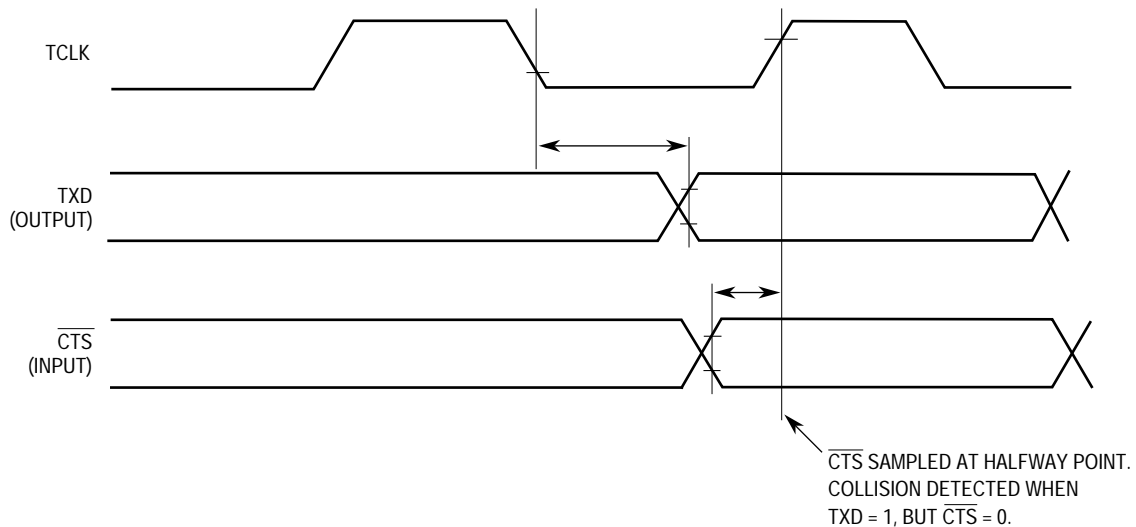 TCLK
TXD
(OUTPUT)
CTS
(INPUT)
CTS SAMPLED AT HALFWAY POINT.
COLLISION DETECTED WHEN
TXD = 1, BUT CTS = 0.